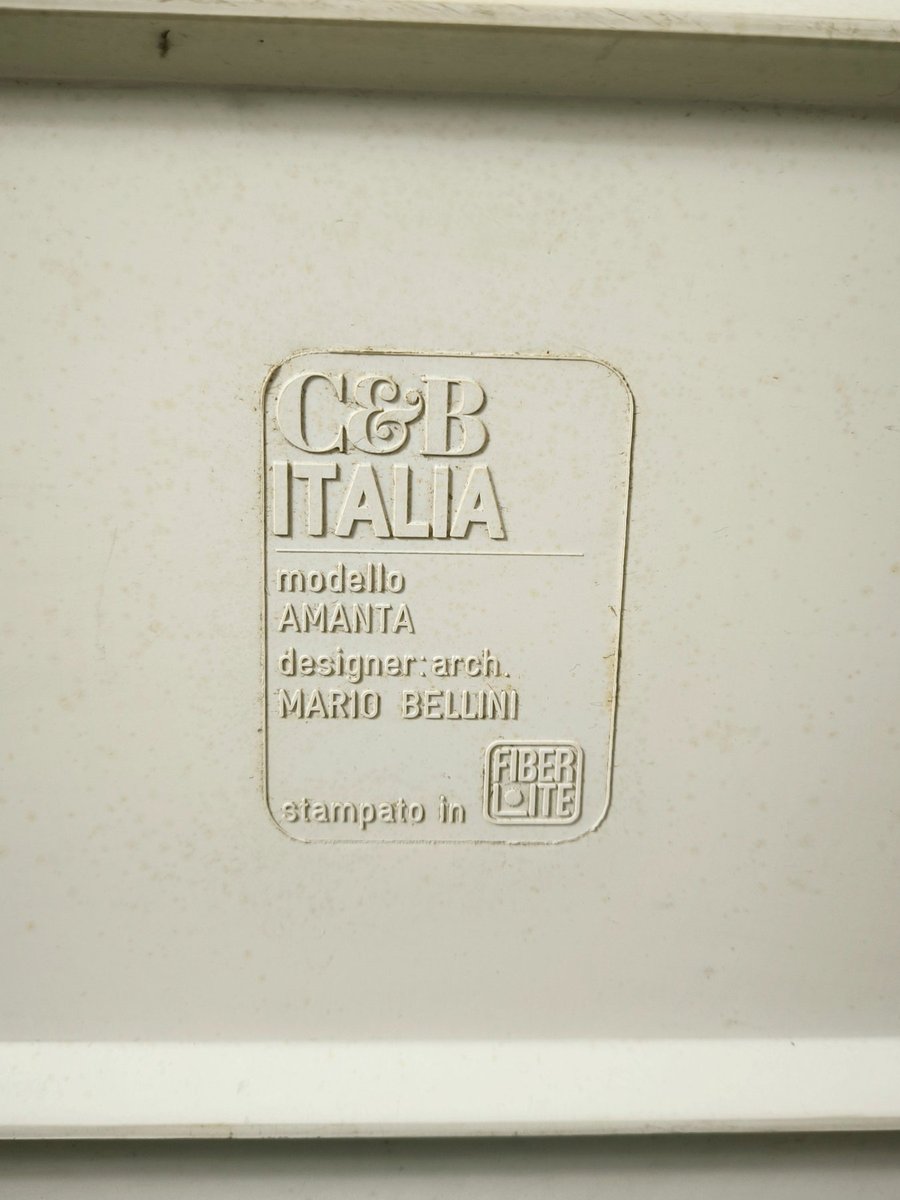 C&B
ITALIA
modello
AMANTA
designer:arch.
MARIO BELLINI
stampato in
FIBER
LITE